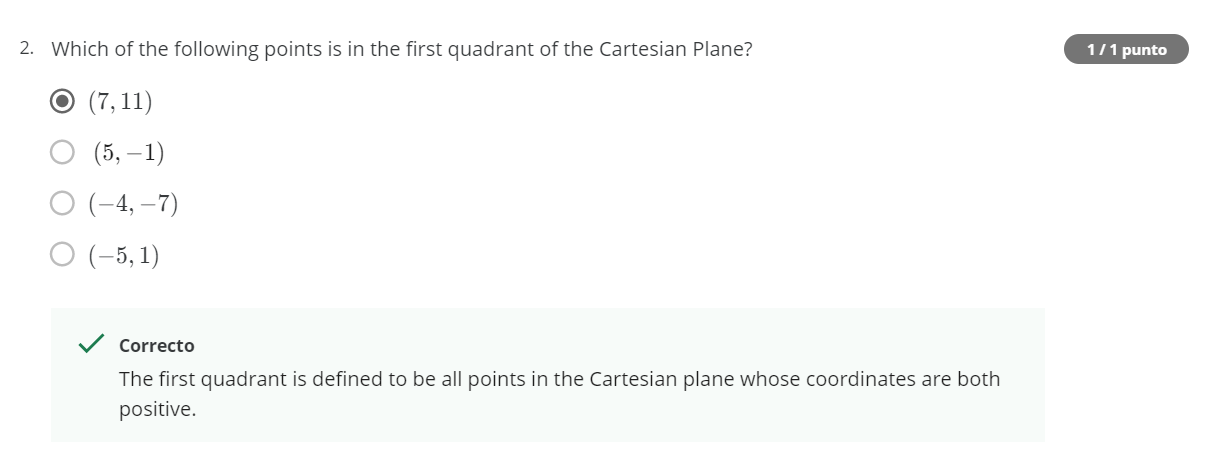 2. Which of the following points is in the first quadrant of the Cartesian Plane?
1 / 1 punto
(7, 11)
(5, −1)
(−4, −7)
(−5, 1)
Correcto
The first quadrant is defined to be all points in the Cartesian plane whose coordinates are both
positive.